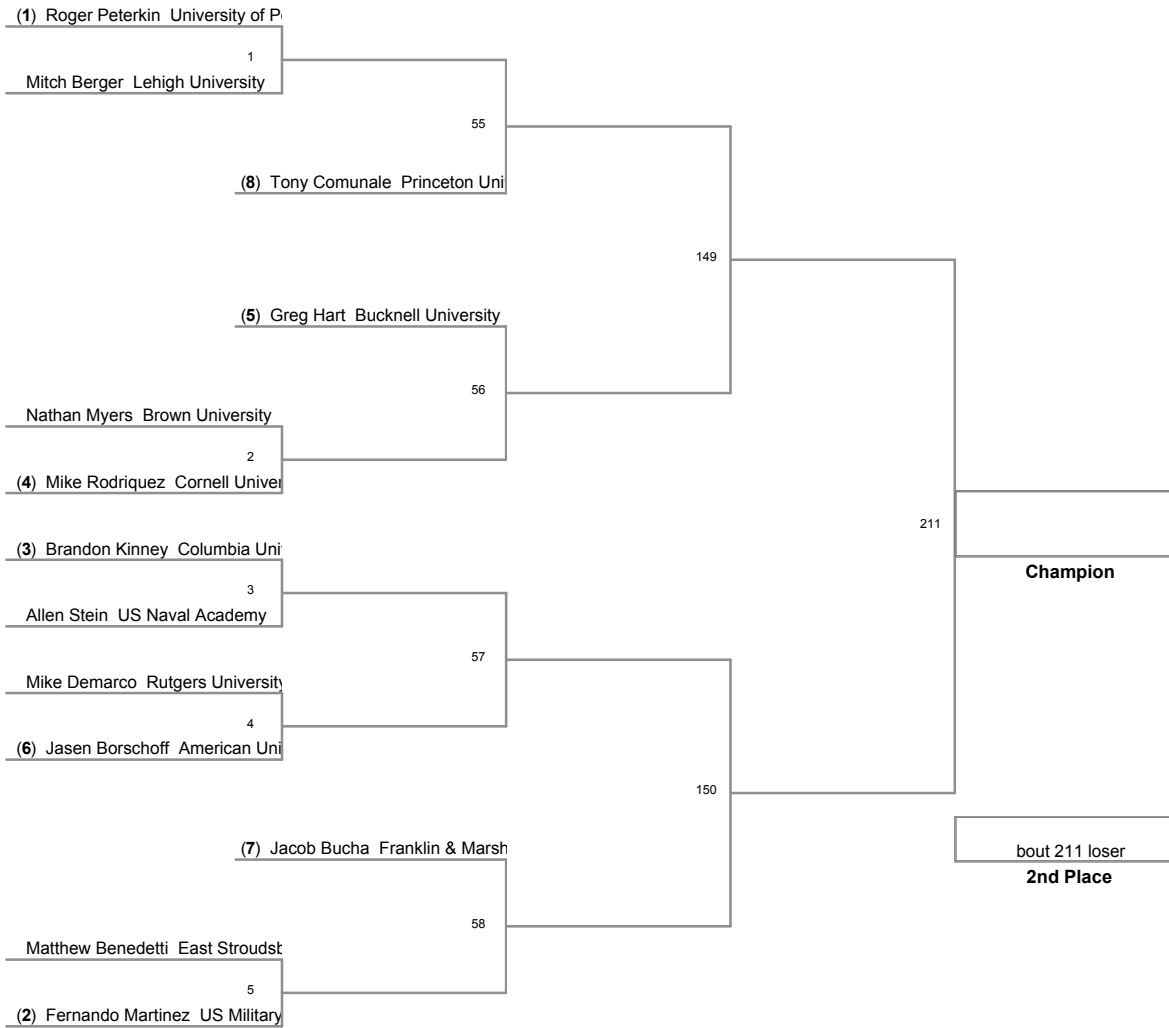 (1) Roger Peterkin University of P
1
Mitch Berger Lehigh University
55
(8) Tony Comunale Princeton Uni
149
(5) Greg Hart Bucknell University
56
Nathan Myers Brown University
2
(4) Mike Rodriquez Cornell Univer
211
(3) Brandon Kinney Columbia Uni
Champion
3
Allen Stein US Naval Academy
57
Mike Demarco Rutgers University
4
(6) Jasen Borschoff American Uni
150
(7) Jacob Bucha Franklin & Marsh
bout 211 loser
2nd Place
58
Matthew Benedetti East Stroudsb
5
(2) Fernando Martinez US Military